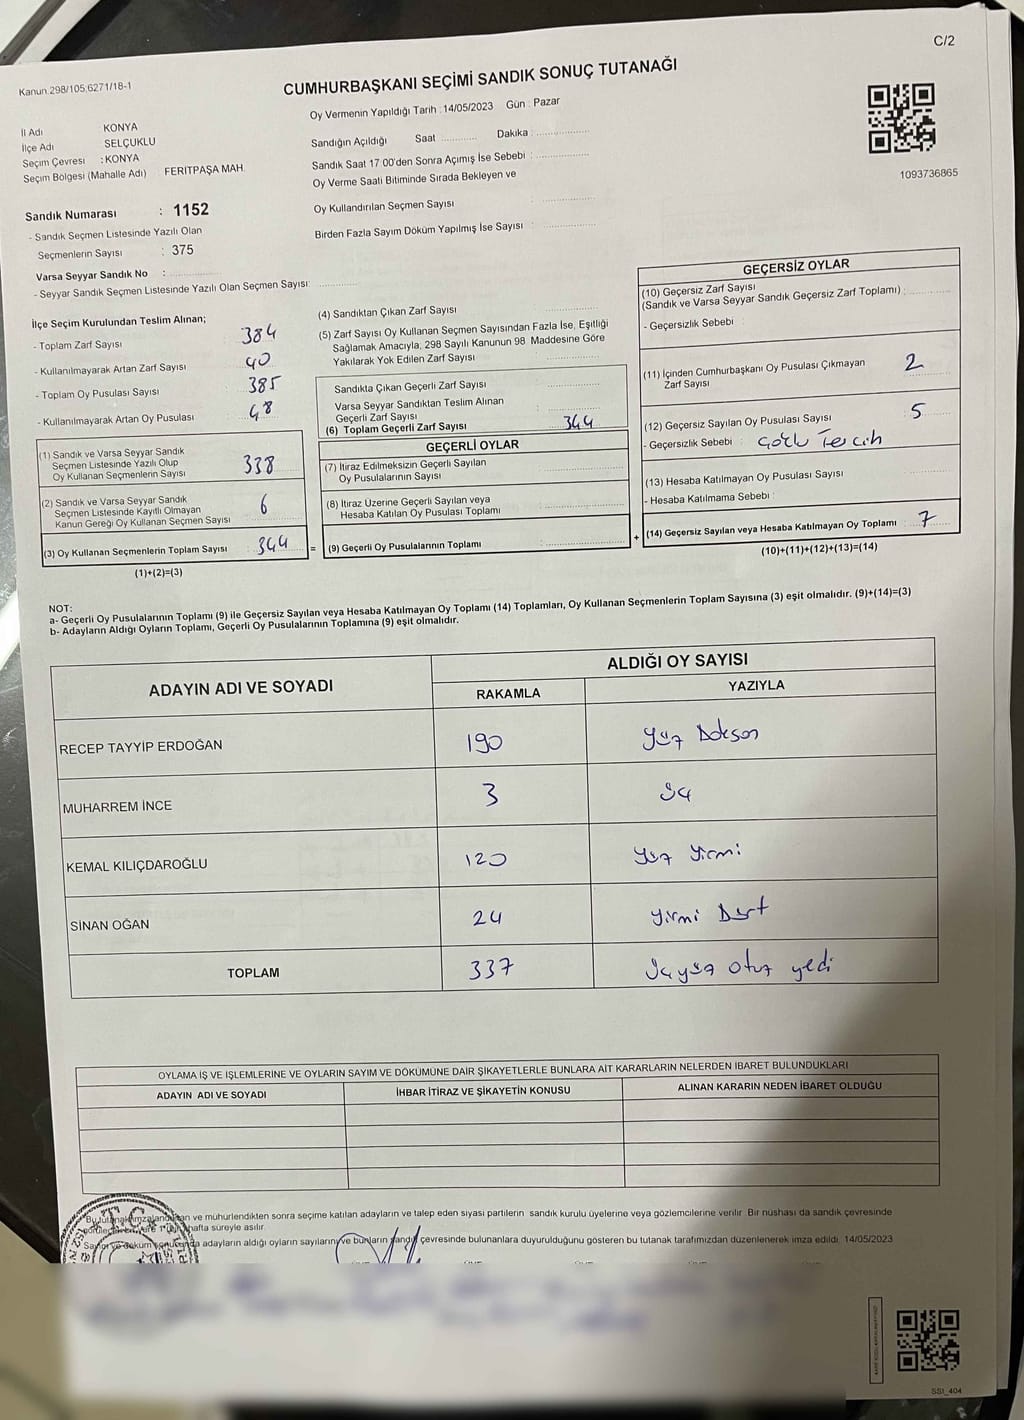 C/2
Kanun 298/105,6271/18-1
CUMHURBAŞKANI SEÇİMİ SANDIK SONUÇ TUTANAĞI
Oy Vermenin Yapıldığı Tarih : 14/05/2023 Gün : Pazar
İl Adı KONYA
İlçe Adı SELÇUKLU
Seçim Çevresi : KONYA
Seçim Bölgesi (Mahalle Adı) FERİTPAŞA MAH
Sandığın Açıldığı Saat Dakika :
Sandık Saat 17 00'den Sonra Açımış İse Sebebi :
Oy Verme Saati Bitiminde Sırada Bekleyen ve
Oy Kullandırılan Seçmen Sayısı
Birden Fazla Sayım Döküm Yapılmış İse Sayısı :
1093736865
Sandık Numarası : 1152
- Sandık Seçmen Listesinde Yazılı Olan
Seçmenlerin Sayısı : 375
Varsa Seyyar Sandık No :
- Seyyar Sandık Seçmen Listesinde Yazılı Olan Seçmen Sayısı:
İlçe Seçim Kurulundan Teslim Alınan;
- Toplam Zarf Sayısı 384
- Kullanılmayarak Artan Zarf Sayısı 40
- Toplam Oy Pusulası Sayısı 385
- Kullanılmayarak Artan Oy Pusulası 48
(1) Sandık ve Varsa Seyyar Sandık
Seçmen Listesinde Yazılı Olup
Oy Kullanan Seçmenlerin Sayısı 338
(2) Sandık ve Varsa Seyyar Sandık
Seçmen Listesinde Kayıtlı Olmayan
Kanun Gereği Oy Kullanan Seçmen Sayısı 6
(3) Oy Kullanan Seçmenlerin Toplam Sayısı : 344 =
(1)+(2)=(3)
(4) Sandıktan Çıkan Zarf Sayısı
(5) Zarf Sayısı Oy Kullanan Seçmen Sayısından Fazla İse, Eşitliği
Sağlamak Amacıyla, 298 Sayılı Kanunun 98 Maddesine Göre
Yakılarak Yok Edilen Zarf Sayısı
Sandıkta Çıkan Geçerli Zarf Sayısı
Varsa Seyyar Sandıktan Teslim Alınan
Geçerli Zarf Sayısı
(6) Toplam Geçerli Zarf Sayısı 344
GEÇERLİ OYLAR
(7) İtiraz Edilmeksizin Geçerli Sayılan
Oy Pusulalarının Sayısı
(8) İtiraz Üzerine Geçerli Sayılan veya
Hesaba Katılan Oy Pusulası Toplamı
(9) Geçerli Oy Pusulalarının Toplamı : +
GEÇERSİZ OYLAR
(10) Geçersiz Zarf Sayısı
(Sandık ve Varsa Seyyar Sandık Geçersiz Zarf Toplamı) :
- Geçersizlik Sebebi :
(11) İçinden Cumhurbaşkanı Oy Pusulası Çıkmayan
Zarf Sayısı 2
(12) Geçersiz Sayılan Oy Pusulası Sayısı : 5
- Geçersizlik Sebebi : çoklu Tercih
(13) Hesaba Katılmayan Oy Pusulası Sayısı
- Hesaba Katılmama Sebebi :
(14) Geçersiz Sayılan veya Hesaba Katılmayan Oy Toplamı : 7
(10)+(11)+(12)+(13)=(14)
NOT:
a- Geçerli Oy Pusulalarının Toplamı (9) ile Geçersiz Sayılan veya Hesaba Katılmayan Oy Toplamı (14) Toplamları, Oy Kullanan Seçmenlerin Toplam Sayısına (3) eşit olmalıdır. (9)+(14)=(3)
b- Adayların Aldığı Oyların Toplamı, Geçerli Oy Pusulalarının Toplamına (9) eşit olmalıdır.
ADAYIN ADI VE SOYADI ALDIĞI OY SAYISI
RAKAMLA YAZIYLA
RECEP TAYYİP ERDOĞAN 190 Yüz Doksan
MUHARREM İNCE 3 üç
KEMAL KILIÇDAROĞLU 120 Yüz Yirmi
SİNAN OĞAN 24 Yirmi Dört
TOPLAM 337 üçyüz otuz yedi
OYLAMA İŞ VE İŞLEMLERİNE VE OYLARIN SAYIM VE DÖKÜMÜNE DAİR ŞİKAYETLERLE BUNLARA AİT KARARLARIN NELERDEN İBARET BULUNDUKLARI
ADAYIN ADI VE SOYADI İHBAR İTİRAZ VE ŞİKAYETİN KONUSU ALINAN KARARIN NEDEN İBARET OLDUĞU
Bu tutanak ve mühürlendikten sonra seçime katılan adayların ve talep eden siyasi partilerin sandık kurulu üyelerine veya gözlemcilerine verilir Bir nüshası da sandık çevresinde
hafta süreyle asılır
Sayım ve döküm sonucunda adayların aldığı oyların sayılarını ve bunların sandık çevresinde bulunanlara duyurulduğunu gösteren bu tutanak tarafımızdan düzenlenerek imza edildi 14/05/2023
T.C.
SSI_404